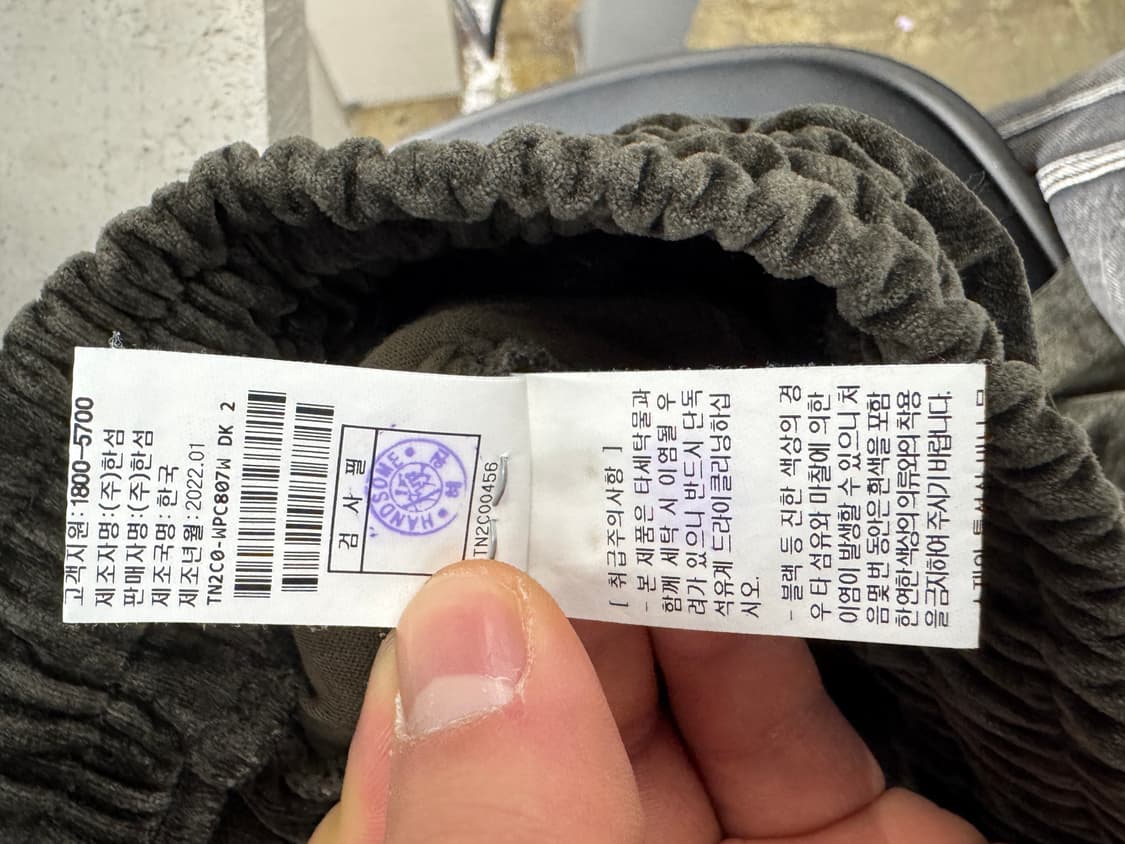 고객지원:1800-5700
제조자명:(주)한섬
판매자명:(주)한섬
제조국명:한국
제조년월:2022.01
TN2C0-WPC807W DK 2
검사필
HANDSOME
TN2C00456
[ 취급주의사항 ]
- 본 제품은 타세탁물과
함께 세탁 시 이염될 우
려가 있으니 반드시 단독
석유계 드라이클리닝하십
시오.
- 블랙 등 진한 색상의 경
우 타 섬유와 마찰에 의한
이염이 발생할 수 있으니 처
음 몇 번 동안은 흰색을 포함
한 연한 색상의 의류와의 착용
을 금지하여 주시기 바랍니다.